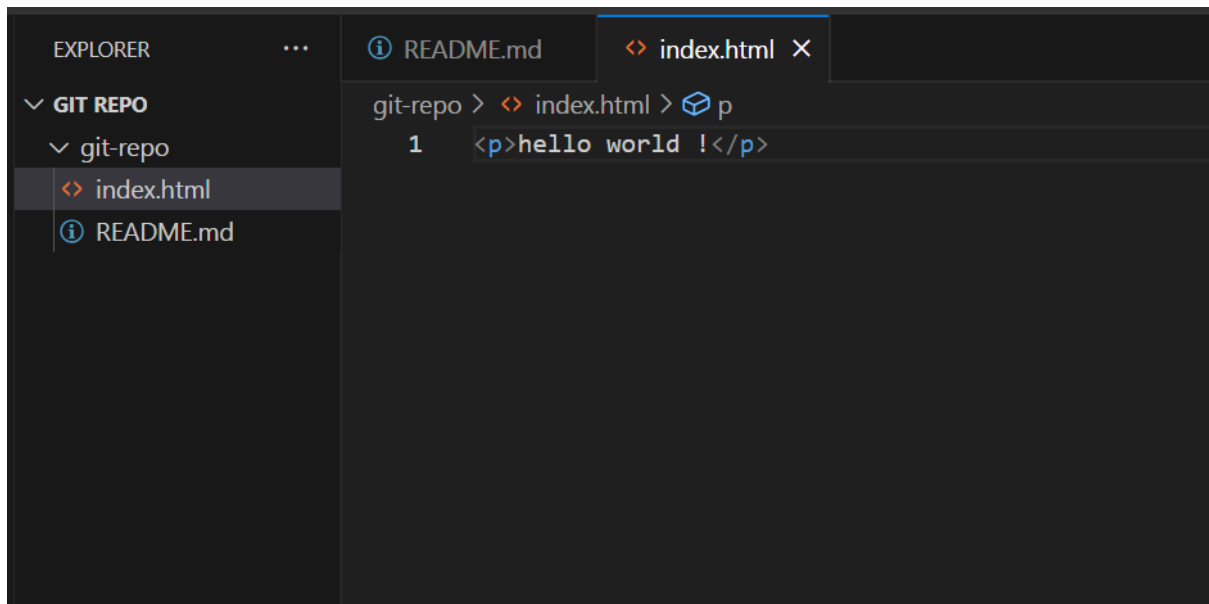 EXPLORER ···
GIT REPO
git-repo
index.html
README.md
README.md index.html
git-repo > index.html > p
1 <p>hello world !</p>